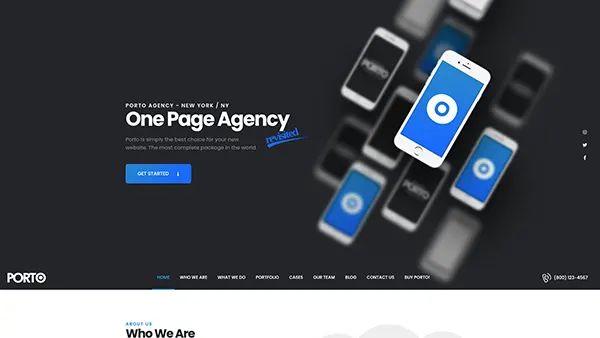 PORTO AGENCY - NEW YORK / NY
One Page Agency
revisited
Porto is simply the best choice for your new
website. The most complete package in the world.
GET STARTED
PORTO
PORTO
PORTO
HOME WHO WE ARE WHAT WE DO PORTFOLIO CASES OUR TEAM BLOG CONTACT US BUY PORTO!
(800) 123-4567
ABOUT US
Who We Are